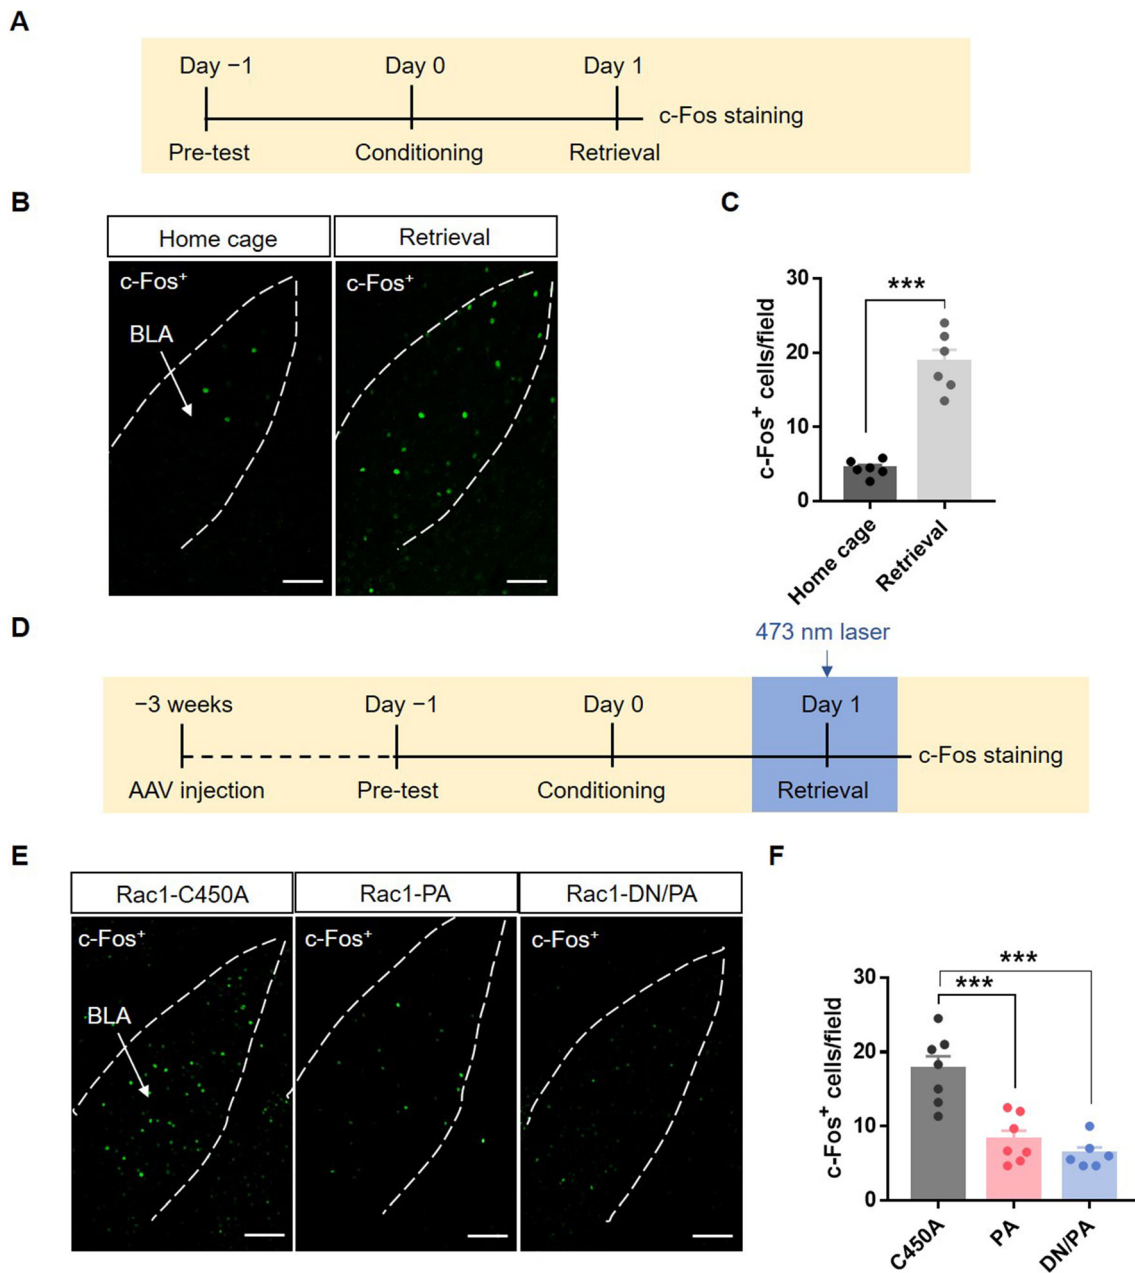 A
Day −1
Day 0
Day 1
c-Fos staining
Pre-test
Conditioning
Retrieval
B
Home cage
Retrieval
c-Fos⁺
c-Fos⁺
BLA
C
c-Fos⁺ cells/field
30
20
10
0
***
Home cage
Retrieval
D
473 nm laser
−3 weeks
Day −1
Day 0
Day 1
c-Fos staining
AAV injection
Pre-test
Conditioning
Retrieval
E
Rac1-C450A
Rac1-PA
Rac1-DN/PA
c-Fos⁺
c-Fos⁺
c-Fos⁺
BLA
F
c-Fos⁺ cells/field
30
20
10
0
***
***
C450A
PA
DN/PA